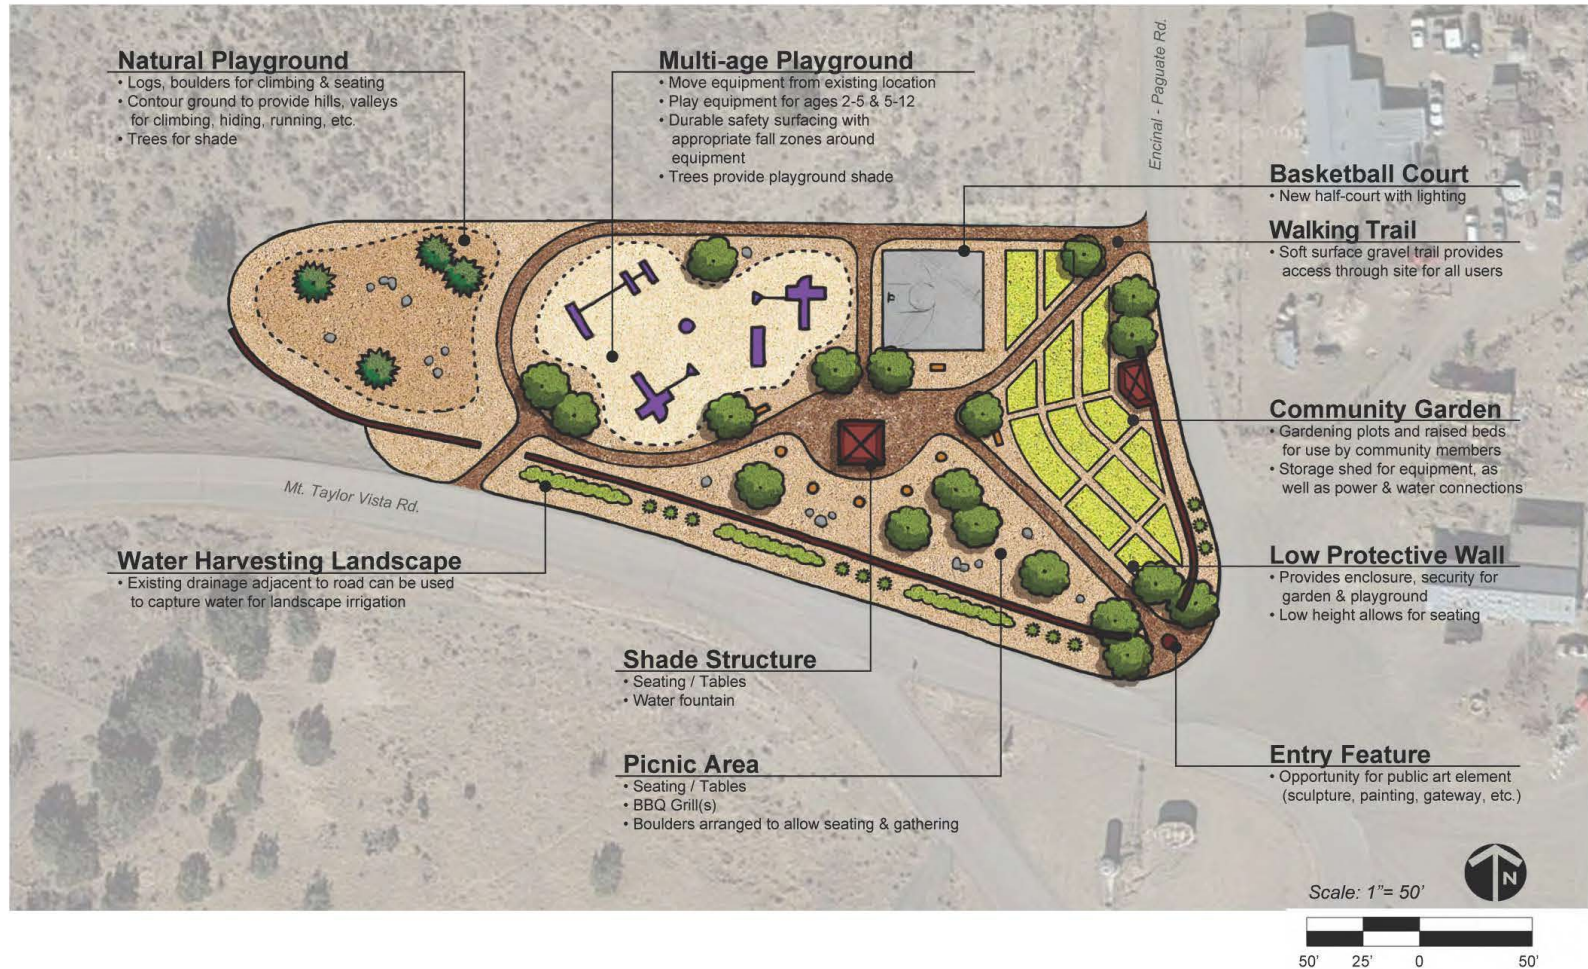 Natural Playground
• Logs, boulders for climbing & seating
• Contour ground to provide hills, valleys
for climbing, hiding, running, etc.
• Trees for shade
Multi-age Playground
• Move equipment from existing location
• Play equipment for ages 2-5 & 5-12
• Durable safety surfacing with
appropriate fall zones around
equipment
• Trees provide playground shade
Encinal - Paguate Rd.
Basketball Court
• New half-court with lighting
Walking Trail
• Soft surface gravel trail provides
access through site for all users
Community Garden
• Gardening plots and raised beds
for use by community members
• Storage shed for equipment, as
well as power & water connections
Mt. Taylor Vista Rd.
Water Harvesting Landscape
• Existing drainage adjacent to road can be used
to capture water for landscape irrigation
Low Protective Wall
• Provides enclosure, security for
garden & playground
• Low height allows for seating
Shade Structure
• Seating / Tables
• Water fountain
Picnic Area
• Seating / Tables
• BBQ Grill(s)
• Boulders arranged to allow seating & gathering
Entry Feature
• Opportunity for public art element
(sculpture, painting, gateway, etc.)
N
Scale: 1"= 50'
50' 25' 0 50'